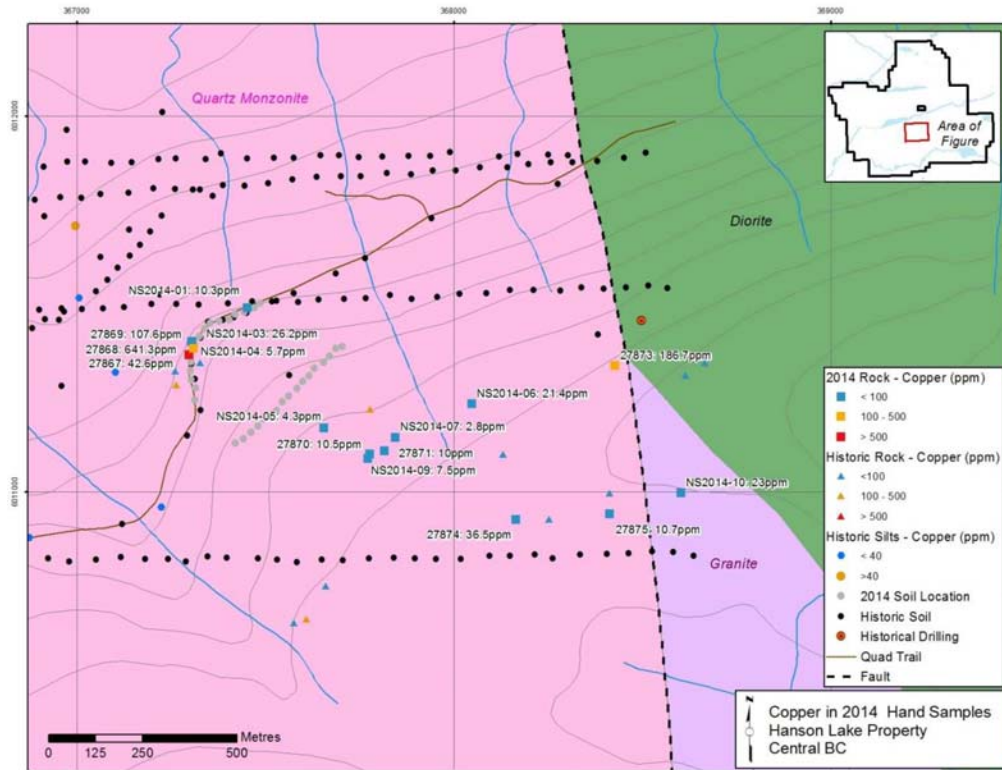 367000
368000
369000
6012000
6011000
Quartz Monzonite
Area of
Figure
Diorite
NS2014-01: 10.3ppm
27869: 107.6ppm
NS2014-03: 26.2ppm
27868: 641.3ppm
NS2014-04: 5.7ppm
27867: 42.6ppm
27873: 186.7ppm
NS2014-05: 4.3ppm
NS2014-06: 21.4ppm
NS2014-07: 2.8ppm
27870: 10.5ppm
27871: 10ppm
NS2014-09: 7.5ppm
NS2014-10: 23ppm
27874: 36.5ppm
27875: 10.7ppm
Granite
2014 Rock - Copper (ppm)
< 100
100 - 500
> 500
Historic Rock - Copper (ppm)
<100
100 - 500
> 500
Historic Silts - Copper (ppm)
< 40
>40
2014 Soil Location
Historic Soil
Historical Drilling
Quad Trail
Fault
Metres
0 125 250 500
Copper in 2014 Hand Samples
Hanson Lake Property
Central BC